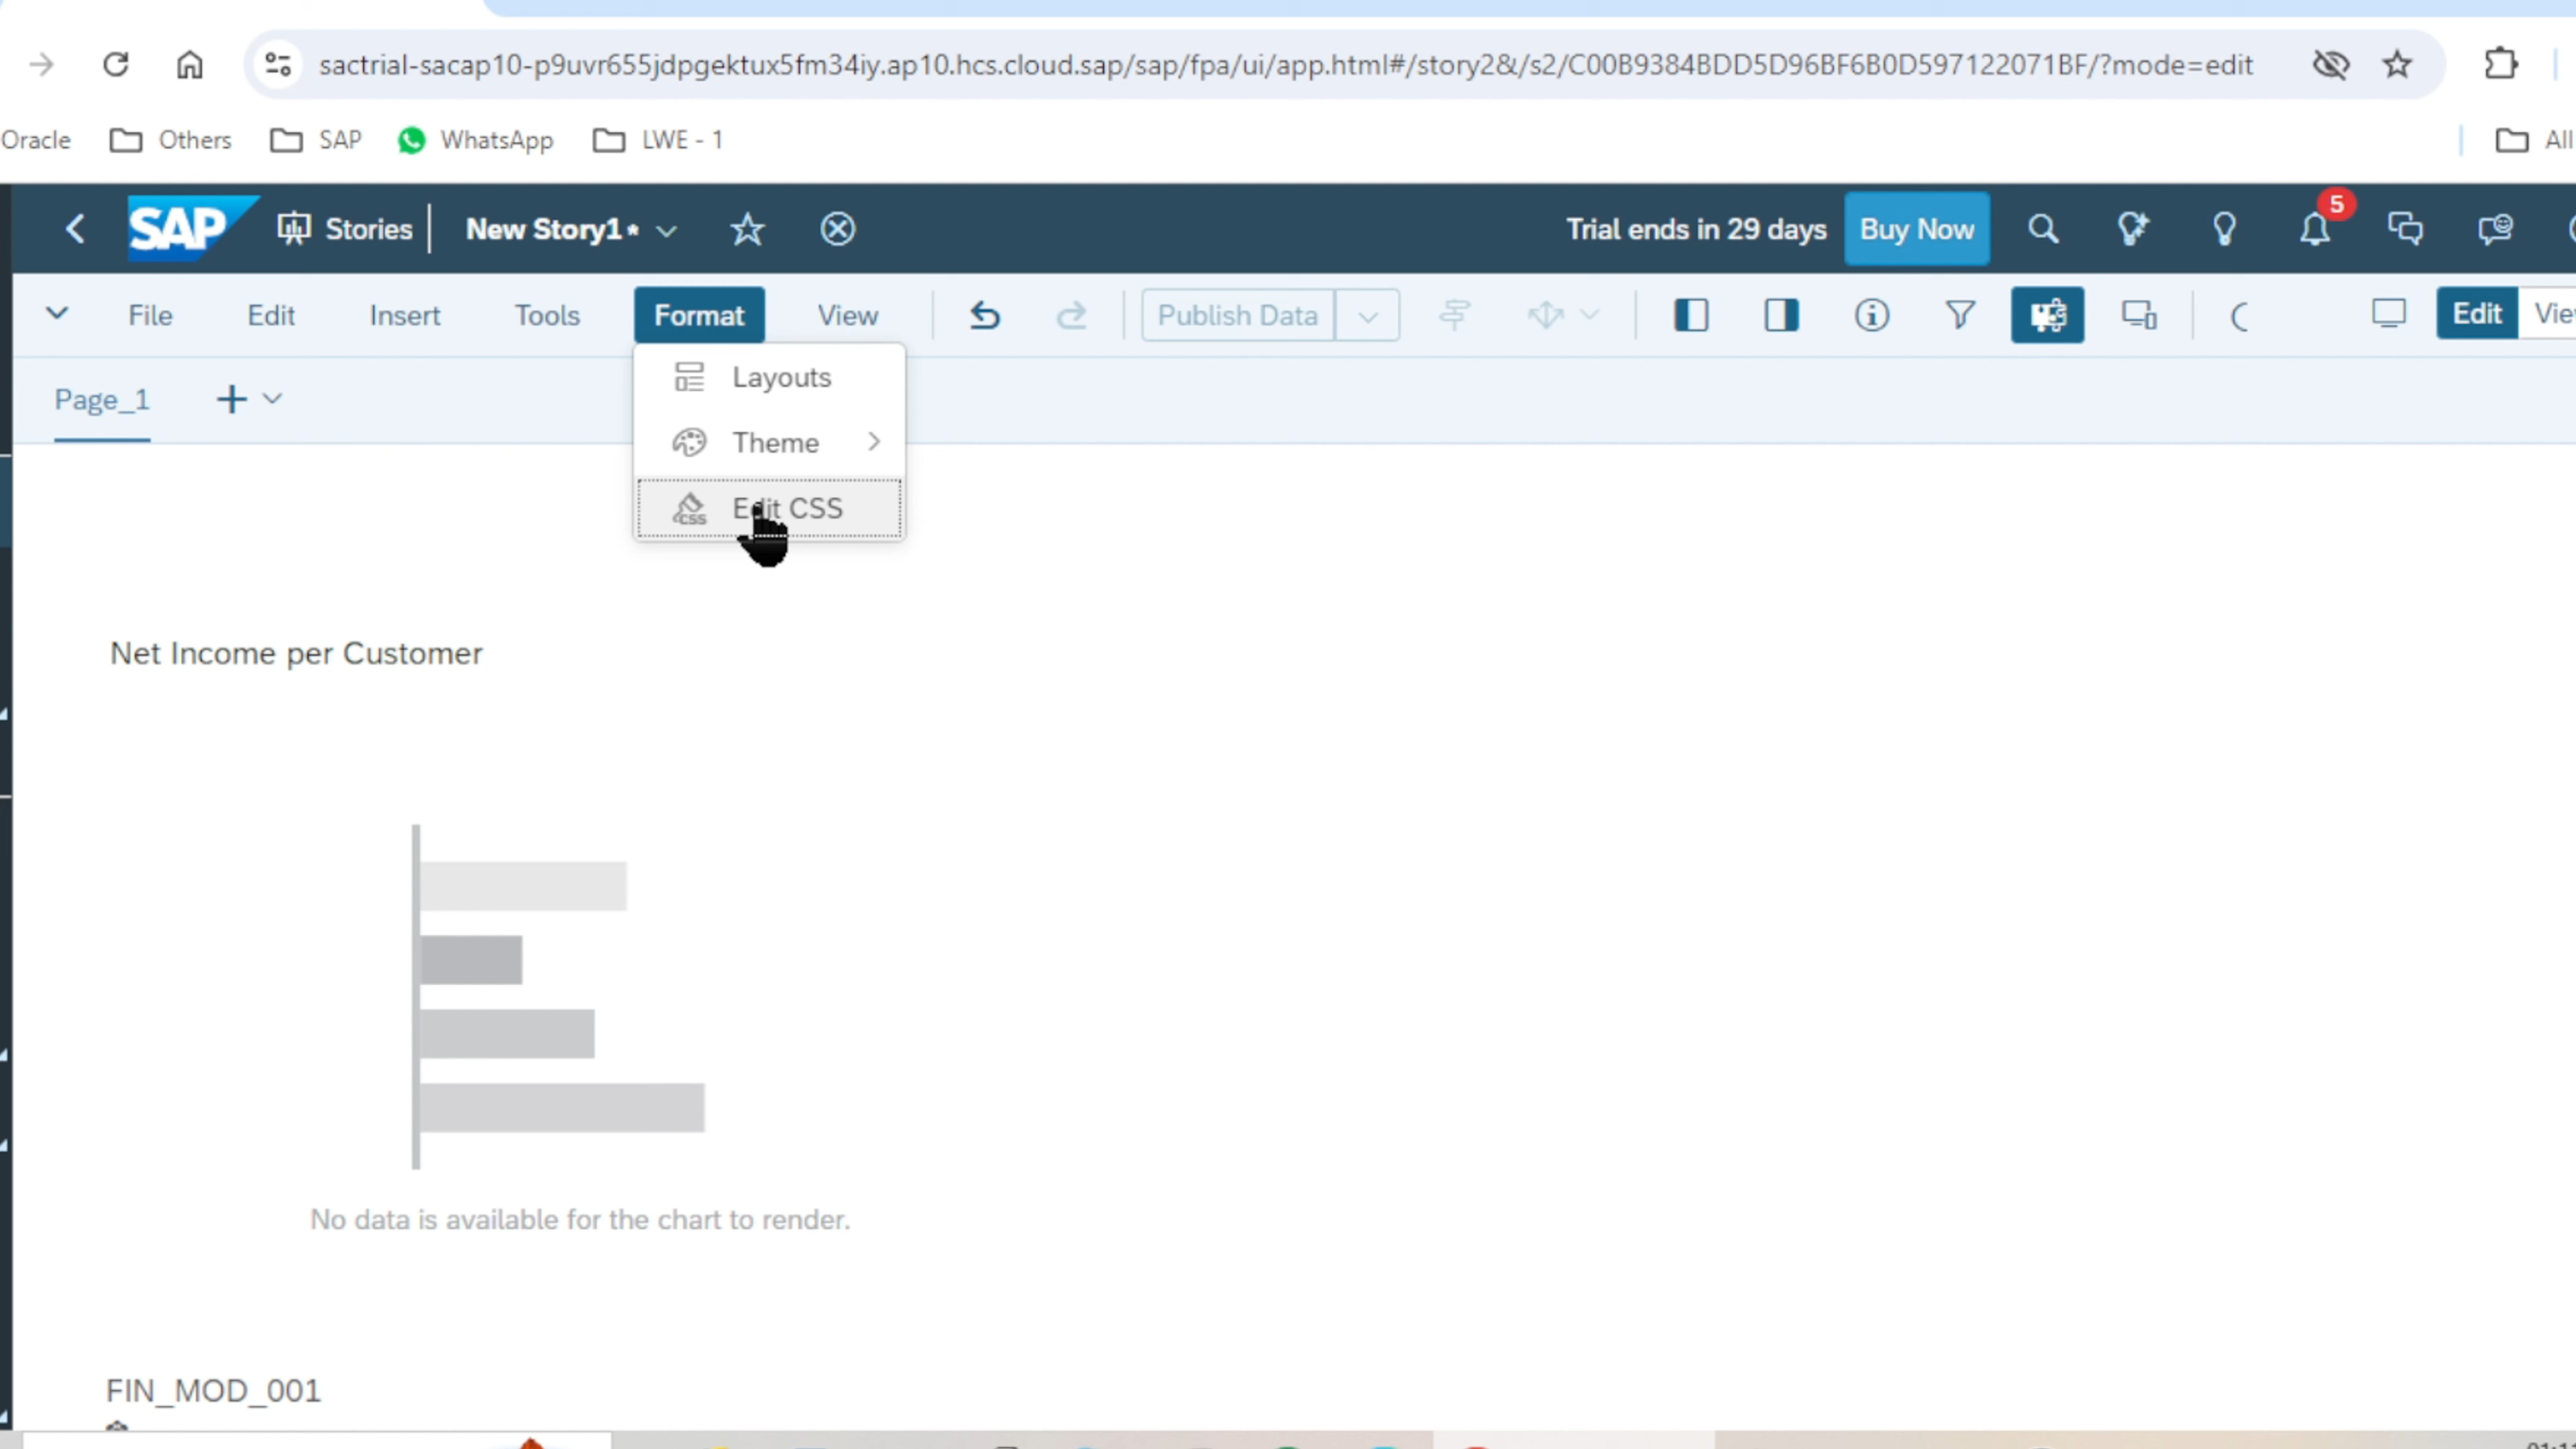 sactrial-sacap10-p9uvr655jdpgektux5fm34iy.ap10.hcs.cloud.sap/sap/fpa/ui/app.html#/story2&/s2/C00B9384BDD5D96BF6B0D597122071BF/?mode=edit
Oracle Others SAP WhatsApp LWE - 1 All
SAP Stories New Story1* Trial ends in 29 days Buy Now 5
File Edit Insert Tools Format View Publish Data Edit
Page_1
Layouts
Theme
CSS Edit CSS
Net Income per Customer
No data is available for the chart to render.
FIN_MOD_001